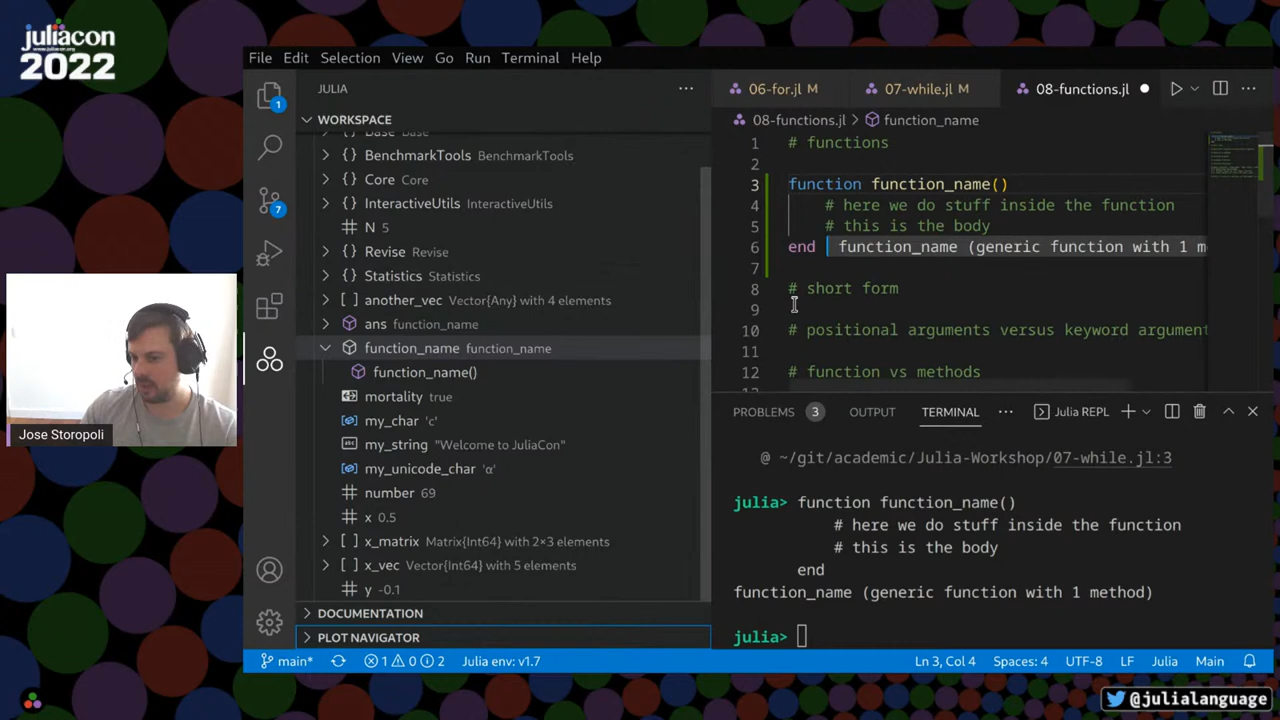 juliacon
www.juliacon.org
2022
File Edit Selection View Go Run Terminal Help
JULIA
06-for.jl M
07-while.jl M
08-functions.jl
WORKSPACE
08-functions.jl > function_name
Base Base
BenchmarkTools BenchmarkTools
Core Core
InteractiveUtils InteractiveUtils
N 5
Revise Revise
Statistics Statistics
another_vec Vector{Any} with 4 elements
ans function_name
function_name function_name
function_name()
mortality true
my_char 'c'
my_string "Welcome to JuliaCon"
my_unicode_char 'α'
number 69
x 0.5
x_matrix Matrix{Int64} with 2×3 elements
x_vec Vector{Int64} with 5 elements
y -0.1
DOCUMENTATION
PLOT NAVIGATOR
1
7
1 # functions
2
3 function function_name()
4 # here we do stuff inside the function
5 # this is the body
6 end function_name (generic function with 1 m
7
8 # short form
9
10 # positional arguments versus keyword argument
11
12 # function vs methods
PROBLEMS 3 OUTPUT TERMINAL ··· Julia REPL
@ ~/git/academic/Julia-Workshop/07-while.jl:3
julia> function function_name()
# here we do stuff inside the function
# this is the body
end
function_name (generic function with 1 method)
julia>
main* 1 0 2 Julia env: v1.7 Ln 3, Col 4 Spaces: 4 UTF-8 LF Julia Main
Jose Storopoli
@julialanguage